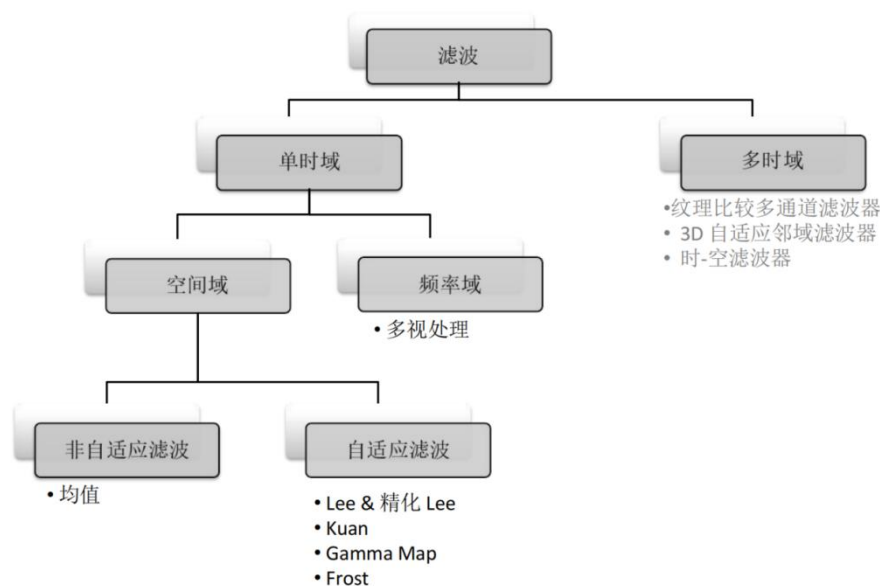 滤波
单时域
多时域
•纹理比较多通道滤波器
• 3D 自适应邻域滤波器
• 时-空滤波器
空间域
频率域
• 多视处理
非自适应滤波
自适应滤波
• 均值
• Lee & 精化 Lee
• Kuan
• Gamma Map
• Frost